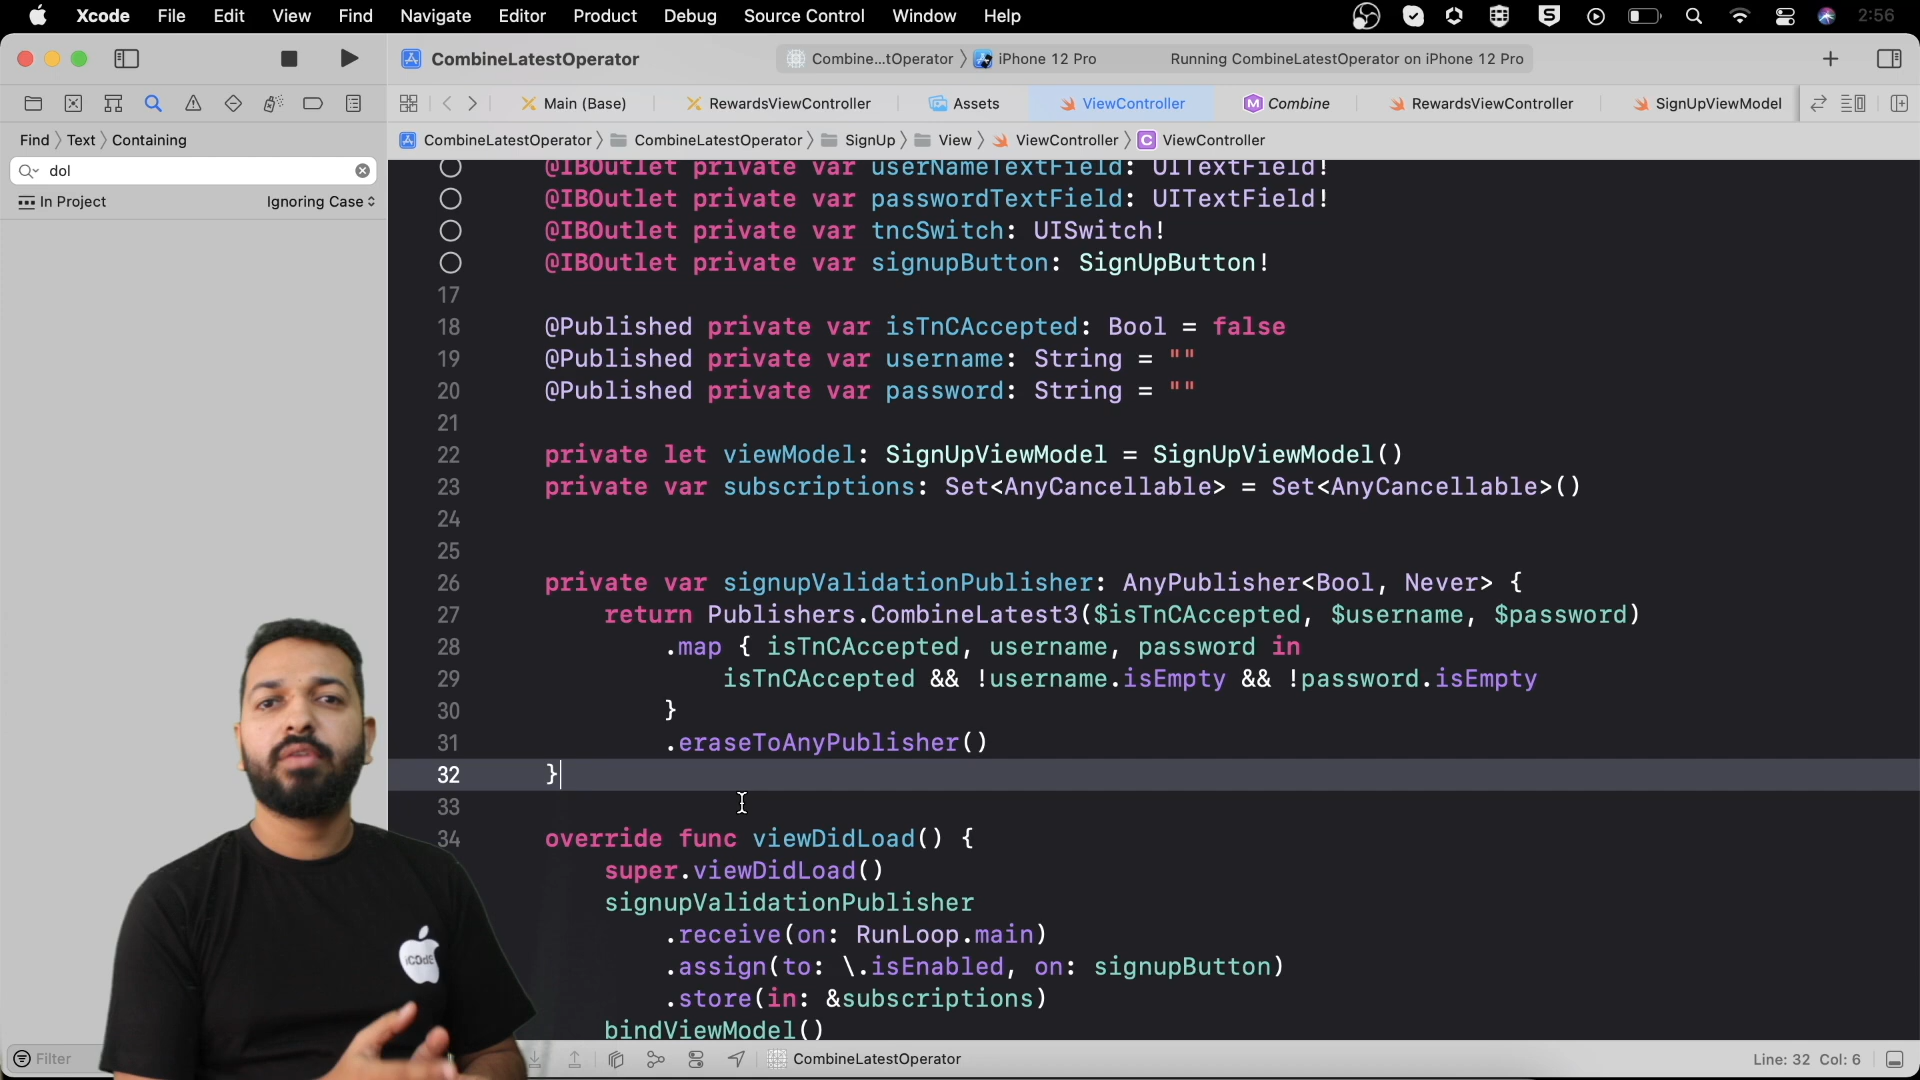 Xcode File Edit View Find Navigate Editor Product Debug Source Control Window Help 2:56
CombineLatestOperator Combine...tOperator iPhone 12 Pro Running CombineLatestOperator on iPhone 12 Pro
Main (Base) RewardsViewController Assets ViewController Combine RewardsViewController SignUpViewModel
Find Text Containing
CombineLatestOperator CombineLatestOperator SignUp View ViewController ViewController
dol
In Project Ignoring Case
@IBOutlet private var userNameTextField: UITextField!
@IBOutlet private var passwordTextField: UITextField!
@IBOutlet private var tncSwitch: UISwitch!
@IBOutlet private var signupButton: SignUpButton!
17
18 @Published private var isTnCAccepted: Bool = false
19 @Published private var username: String = ""
20 @Published private var password: String = ""
21
22 private let viewModel: SignUpViewModel = SignUpViewModel()
23 private var subscriptions: Set<AnyCancellable> = Set<AnyCancellable>()
24
25
26 private var signupValidationPublisher: AnyPublisher<Bool, Never> {
27 return Publishers.CombineLatest3($isTnCAccepted, $username, $password)
28 .map { isTnCAccepted, username, password in
29 isTnCAccepted && !username.isEmpty && !password.isEmpty
30 }
31 .eraseToAnyPublisher()
32 }
33
34 override func viewDidLoad() {
super.viewDidLoad()
signupValidationPublisher
.receive(on: RunLoop.main)
.assign(to: \.isEnabled, on: signupButton)
.store(in: &subscriptions)
bindViewModel()
iCOdE
Filter CombineLatestOperator Line: 32 Col: 6